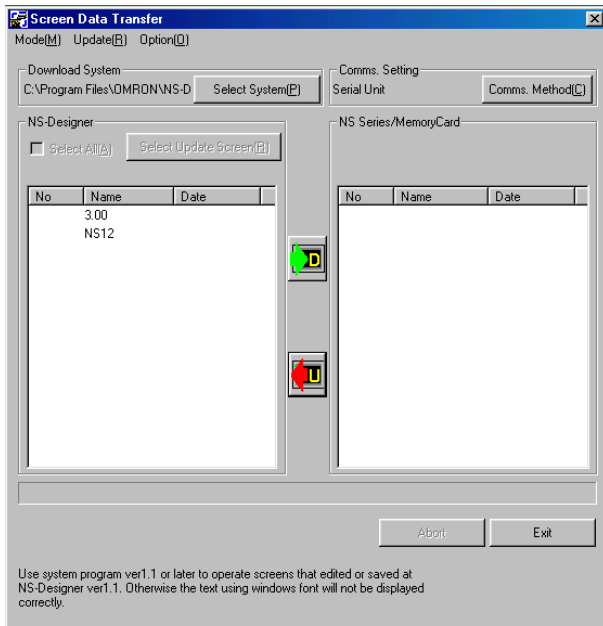 Screen Data Transfer
Mode(M) Update(R) Option(O)
Download System
C:\Program Files\OMRON\NS-D
Select System(P)
Comms. Setting
Serial Unit
Comms. Method(C)
NS-Designer
Select All(A)
Select Update Screen(R)
No Name Date
3.00
NS12
D
U
NS Series/MemoryCard
No Name Date
Abort
Exit
Use system program ver1.1 or later to operate screens that edited or saved at
NS-Designer ver1.1. Otherwise the text using windows font will not be displayed
correctly.